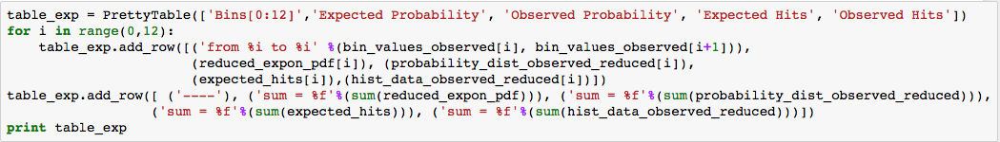 table_exp = PrettyTable(['Bins[0:12]','Expected Probability', 'Observed Probability', 'Expected Hits', 'Observed Hits'])
for i in range(0,12):
    table_exp.add_row([('from %i to %i' %(bin_values_observed[i], bin_values_observed[i+1])),
                       (reduced_expon_pdf[i]), (probability_dist_observed_reduced[i]),
                       (expected_hits[i]),(hist_data_observed_reduced[i])])
table_exp.add_row([ ('----'), ('sum = %f'%(sum(reduced_expon_pdf))), ('sum = %f'%(sum(probability_dist_observed_reduced))),
                  ('sum = %f'%(sum(expected_hits))), ('sum = %f'%(sum(hist_data_observed_reduced)))])
print table_exp